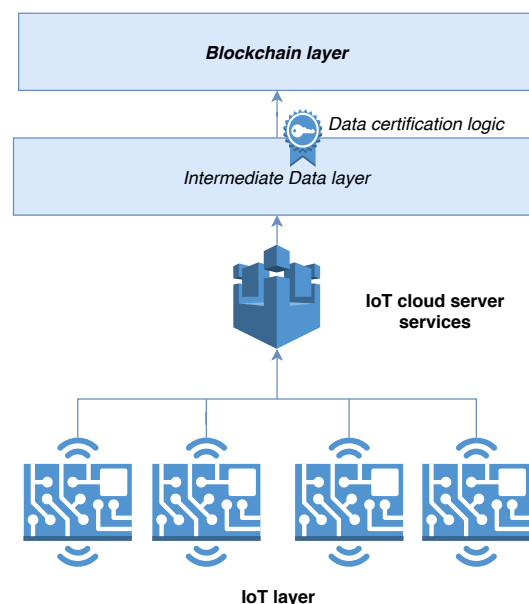 Blockchain layer
Data certification logic
Intermediate Data layer
IoT cloud server
services
IoT layer